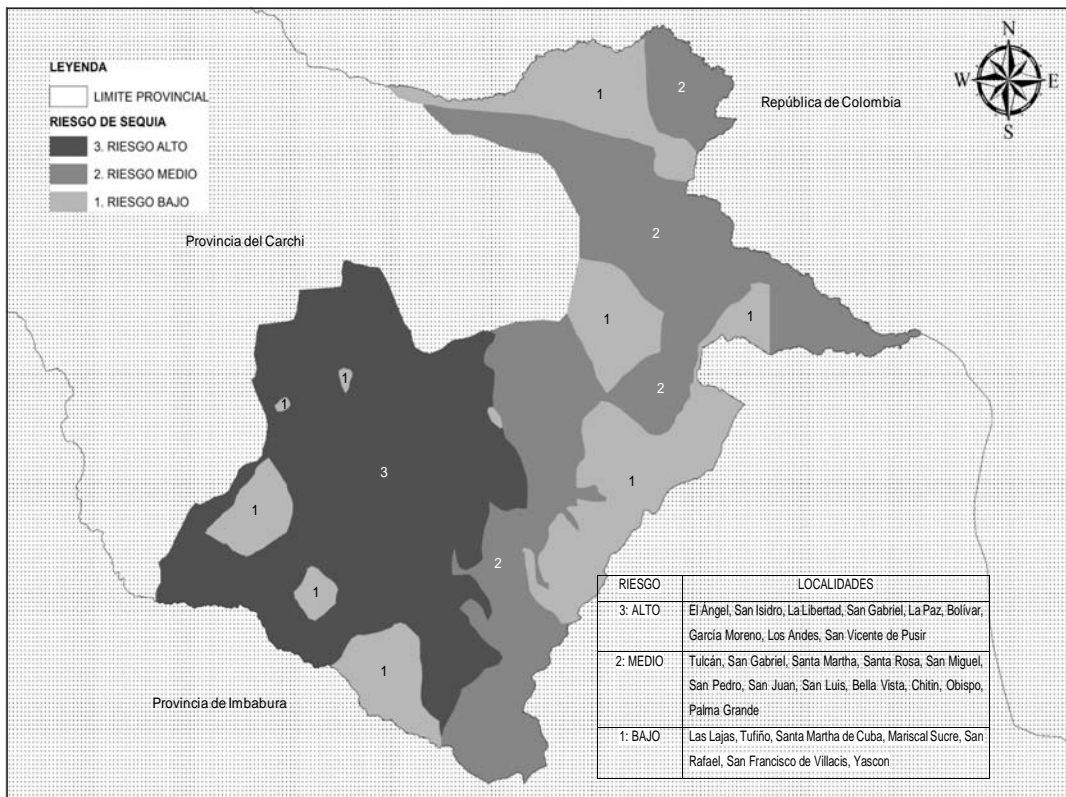 N
W
E
S
LEYENDA
LIMITE PROVINCIAL
RIESGO DE SEQUIA
3. RIESGO ALTO
2. RIESGO MEDIO
1. RIESGO BAJO
República de Colombia
Provincia del Carchi
Provincia de Imbabura
1
2
2
1
1
2
1
1
3
1
1
2
1
1
RIESGO LOCALIDADES
3: ALTO El Ángel, San Isidro, La Libertad, San Gabriel, La Paz, Bolívar,
García Moreno, Los Andes, San Vicente de Pusir
2: MEDIO Tulcán, San Gabriel, Santa Martha, Santa Rosa, San Miguel,
San Pedro, San Juan, San Luis, Bella Vista, Chitin, Obispo,
Palma Grande
1: BAJO Las Lajas, Tufiño, Santa Martha de Cuba, Mariscal Sucre, San
Rafael, San Francisco de Villacis, Yascon